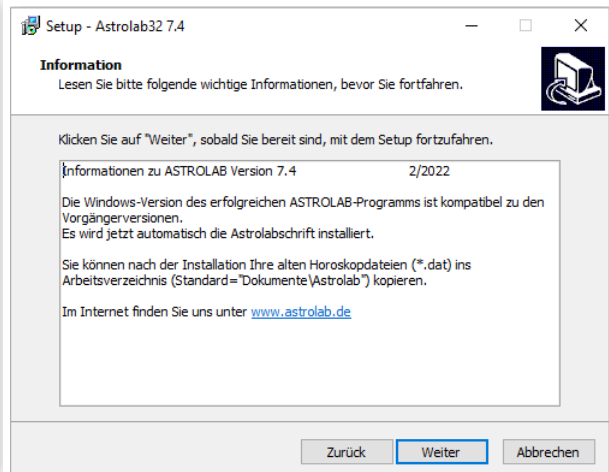 Setup - Astrolab32 7.4
Information
Lesen Sie bitte folgende wichtige Informationen, bevor Sie fortfahren.
Klicken Sie auf "Weiter", sobald Sie bereit sind, mit dem Setup fortzufahren.
Informationen zu ASTROLAB Version 7.4 2/2022
Die Windows-Version des erfolgreichen ASTROLAB-Programms ist kompatibel zu den
Vorgängerversionen.
Es wird jetzt automatisch die Astrolabschrift installiert.
Sie können nach der Installation Ihre alten Horoskopdateien (*.dat) ins
Arbeitsverzeichnis (Standard="Dokumente\Astrolab") kopieren.
Im Internet finden Sie uns unter www.astrolab.de
Zurück Weiter Abbrechen